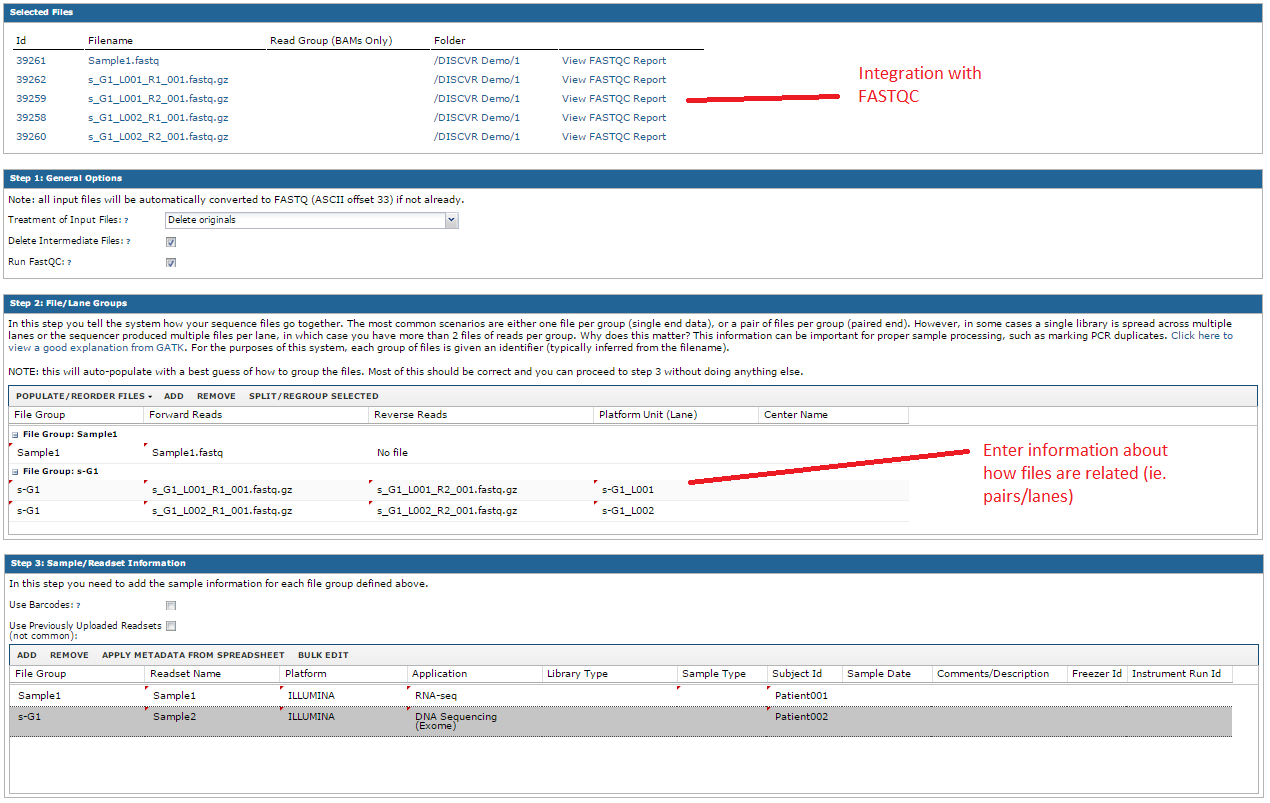 Selected Files
Id Filename Read Group (BAMs Only) Folder
39261 Sample1.fastq /DISCVR Demo/1 View FASTQC Report
39262 s_G1_L001_R1_001.fastq.gz /DISCVR Demo/1 View FASTQC Report
39259 s_G1_L001_R2_001.fastq.gz /DISCVR Demo/1 View FASTQC Report
39258 s_G1_L002_R1_001.fastq.gz /DISCVR Demo/1 View FASTQC Report
39260 s_G1_L002_R2_001.fastq.gz /DISCVR Demo/1 View FASTQC Report
Integration with
FASTQC
Step 1: General Options
Note: all input files will be automatically converted to FASTQ (ASCII offset 33) if not already.
Treatment of Input Files: ? Delete originals
Delete Intermediate Files: ?
Run FastQC: ?
Step 2: File/Lane Groups
In this step you tell the system how your sequence files go together. The most common scenarios are either one file per group (single end data), or a pair of files per group (paired end). However, in some cases a single library is spread across multiple
lanes or the sequencer produced multiple files per lane, in which case you have more than 2 files of reads per group. Why does this matter? This information can be important for proper sample processing, such as marking PCR duplicates. Click here to
view a good explanation from GATK. For the purposes of this system, each group of files is given an identifier (typically inferred from the filename).
NOTE: this will auto-populate with a best guess of how to group the files. Most of this should be correct and you can proceed to step 3 without doing anything else.
POPULATE/REORDER FILES ADD REMOVE SPLIT/REGROUP SELECTED
File Group Forward Reads Reverse Reads Platform Unit (Lane) Center Name
File Group: Sample1
Sample1 Sample1.fastq No file
File Group: s-G1
s-G1 s_G1_L001_R1_001.fastq.gz s_G1_L001_R2_001.fastq.gz s-G1_L001
s-G1 s_G1_L002_R1_001.fastq.gz s_G1_L002_R2_001.fastq.gz s-G1_L002
Enter information about
how files are related (ie.
pairs/lanes)
Step 3: Sample/Readset Information
In this step you need to add the sample information for each file group defined above.
Use Barcodes: ?
Use Previously Uploaded Readsets
(not common):
ADD REMOVE APPLY METADATA FROM SPREADSHEET BULK EDIT
File Group Readset Name Platform Application Library Type Sample Type Subject Id Sample Date Comments/Description Freezer Id Instrument Run Id
Sample1 Sample1 ILLUMINA RNA-seq Patient001
s-G1 Sample2 ILLUMINA DNA Sequencing Patient002
(Exome)